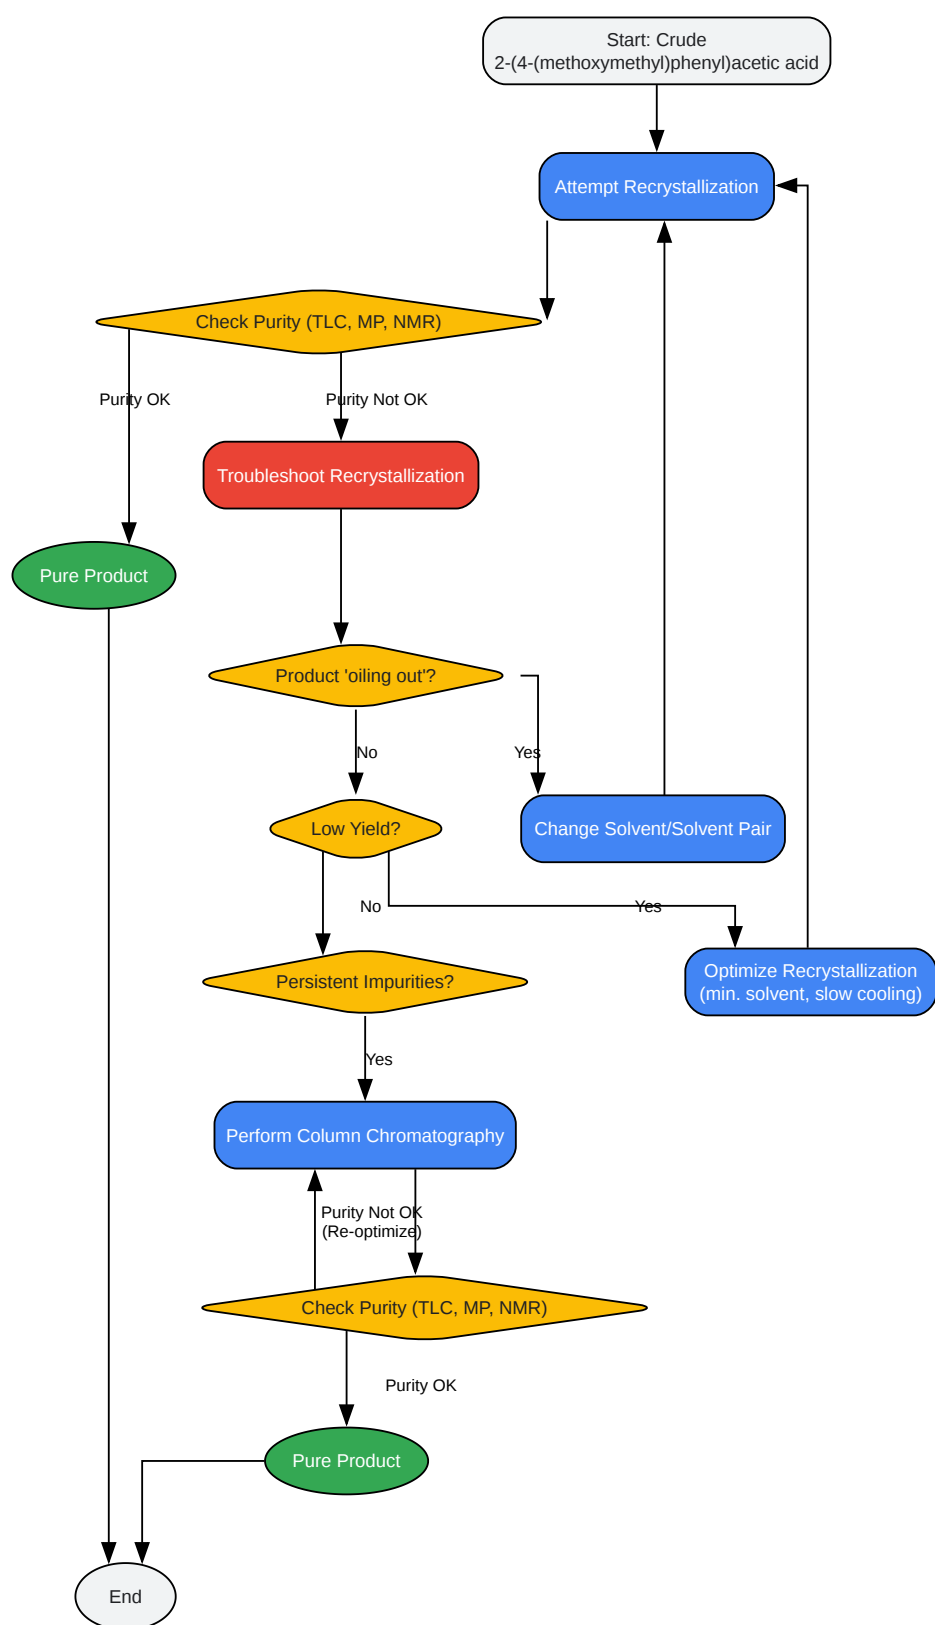 Start: Crude
2-(4-(methoxymethyl)phenyl)acetic acid
Attempt Recrystallization
Check Purity (TLC, MP, NMR)
Purity OK
Purity Not OK
Troubleshoot Recrystallization
Pure Product
Product 'oiling out'?
No
Yes
Low Yield?
Change Solvent/Solvent Pair
No
Yes
Persistent Impurities?
Optimize Recrystallization
(min. solvent, slow cooling)
Yes
Perform Column Chromatography
Purity Not OK
(Re-optimize)
Check Purity (TLC, MP, NMR)
Purity OK
Pure Product
End